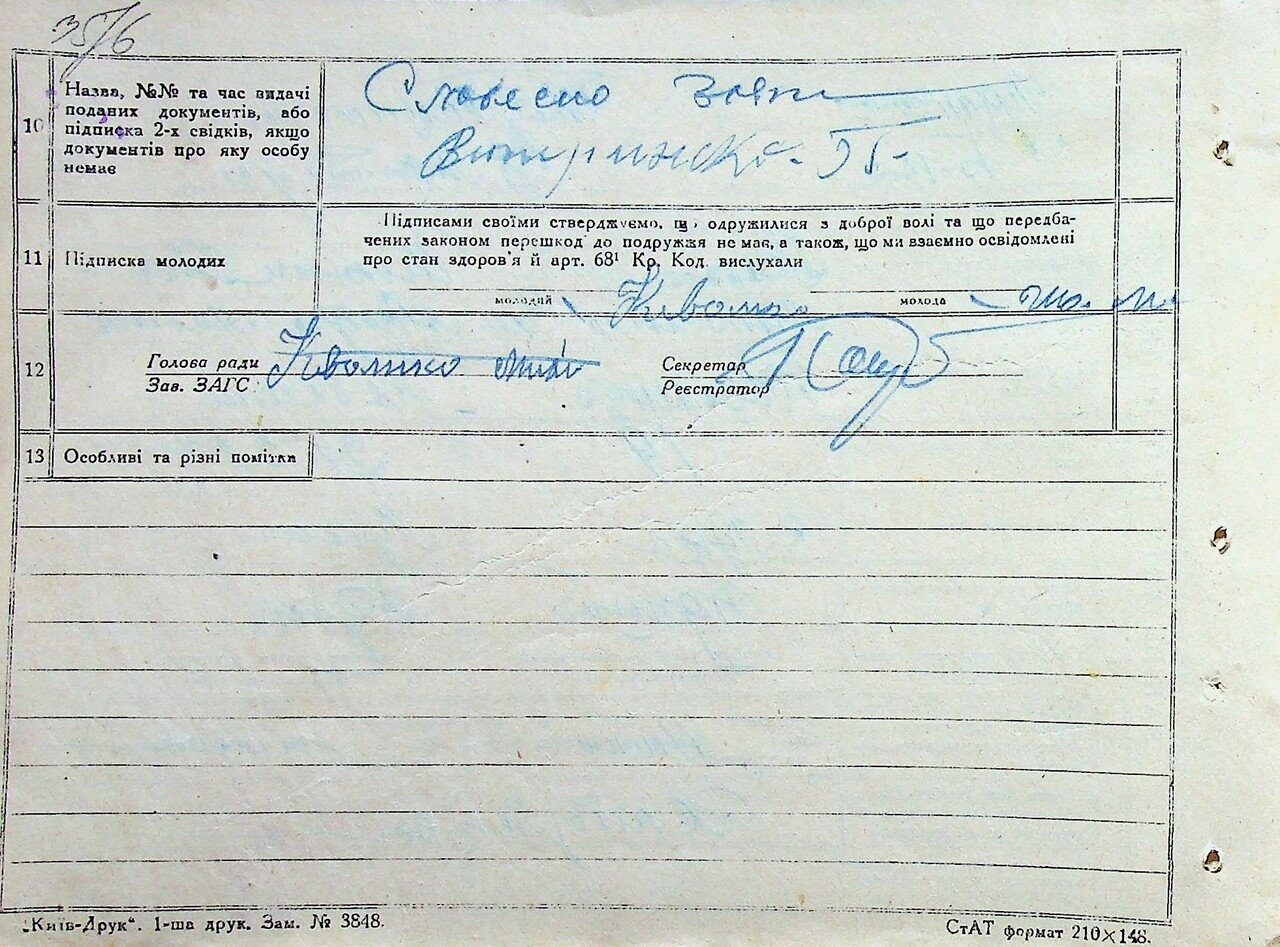 35/6
10
Назва, №№ та час видачі
поданих документів, або
підписка 2-х свідків, якщо
документів про яку особу
немає
Словесно
11
Підписка молодих
Підписами своїми стверджуємо, що одружилися з доброї волі та що передба-
чених законом перешкод до подружжя не має, а також, що ми взаємно освідомлені
про стан здоров'я й арт. 68¹ Кр. Код. вислухали
молодий
молода
12
Голова ради
Зав. ЗАГС
Секретар
Реєстратор
13
Особливі та різні помітки
„Київ-Друк“. 1-ша друк. Зам. № 3848.
СтАТ формат 210×148.